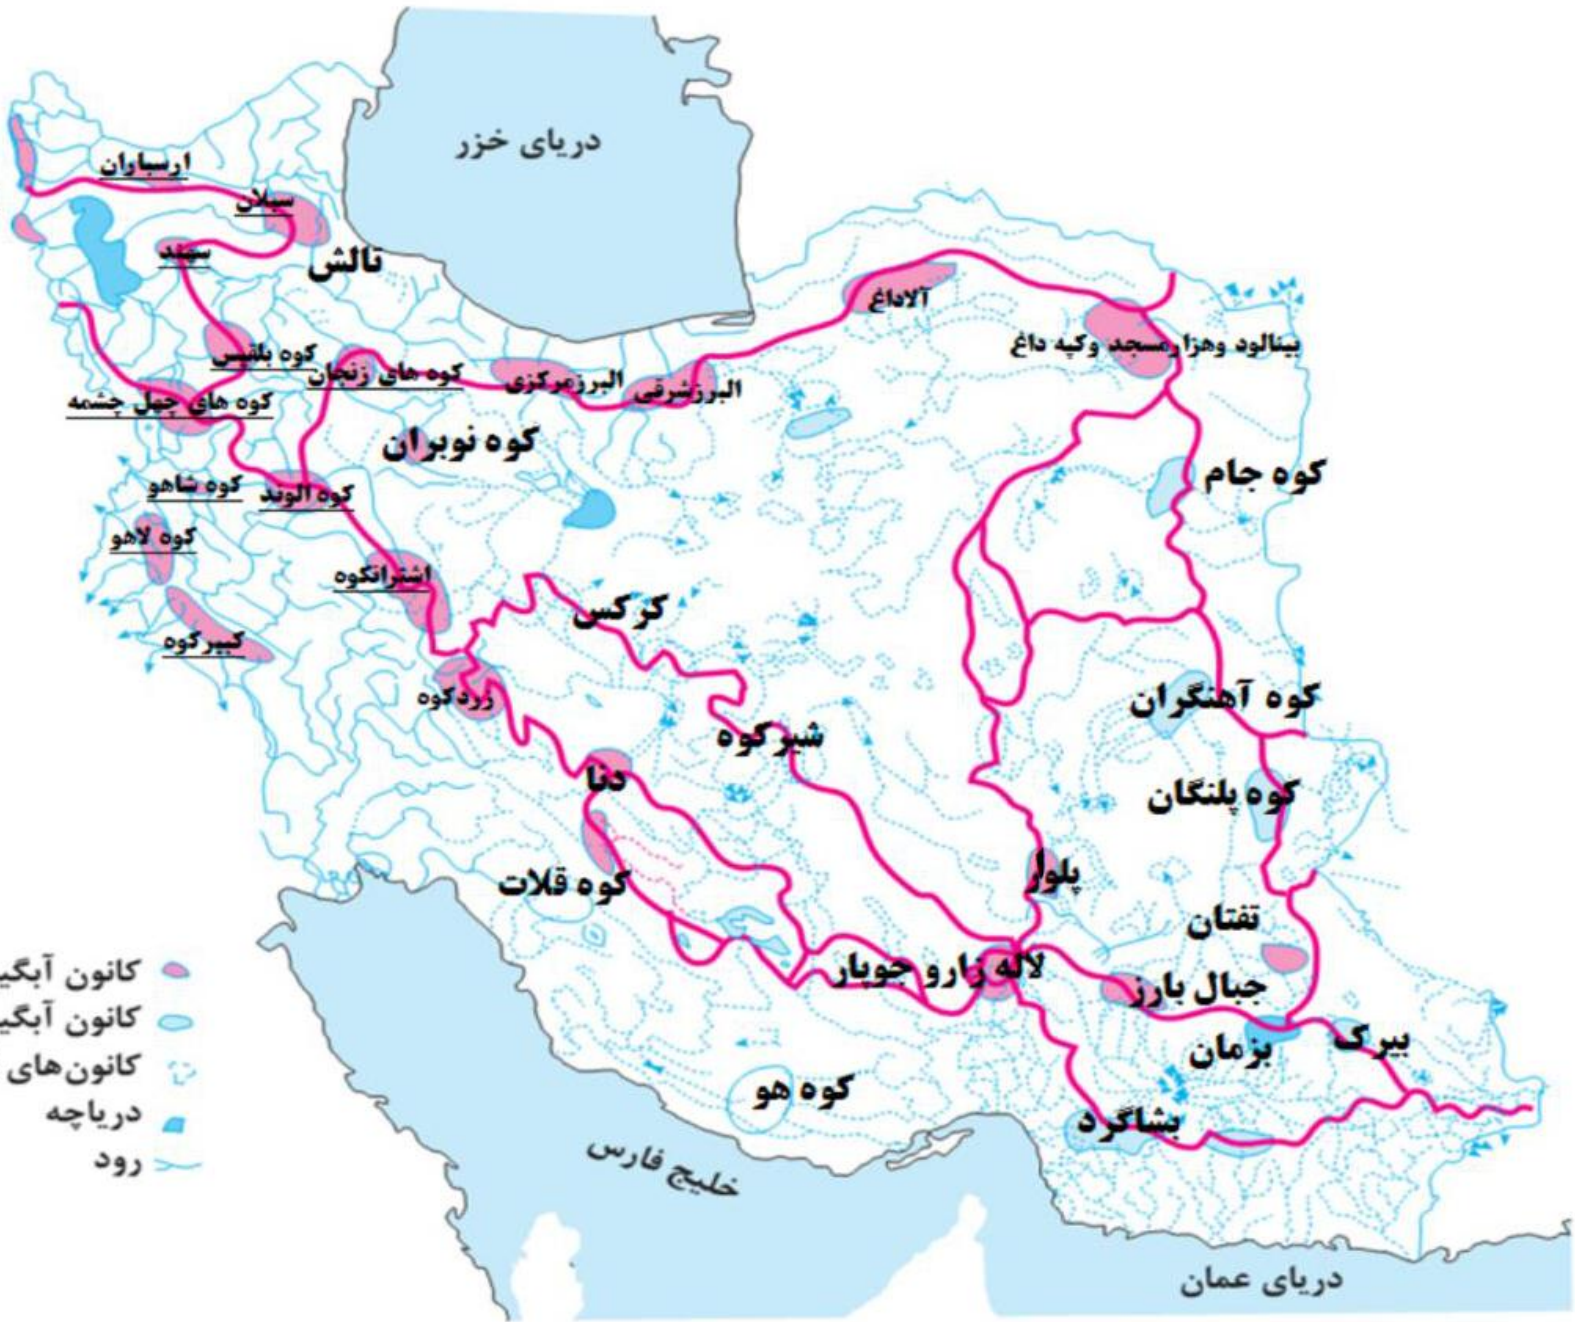 دریای خزر
ارسباران
سبلان
سهند
تالش
آلاداغ
بینالود وهزارمسجد وکپه داغ
کوه بلقیس
کوه های زنجان
البرزمرکزی
البرزشرقی
کوه های چهل چشمه
کوه نوبران
کوه جام
کوه شاهو
کوه الوند
کوه لاهو
اشترانکوه
کرکس
کبیرکوه
زردکوه
کوه آهنگران
شیرکوه
دنا
کوه پلنگان
پلوار
کوه قلات
تفتان
لاله زارو جوپار
جبال بارز
بزمان
بیرک
کوه هو
بشاگرد
خلیج فارس
دریای عمان
کانون آبگیر
کانون آبگیر
کانون‌های
دریاچه
رود